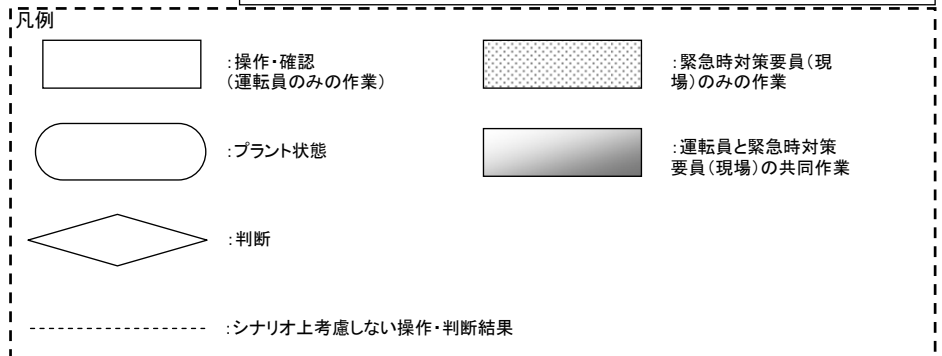 凡例
:操作・確認
(運転員のみの作業)
:緊急時対策要員(現
場)のみの作業
:プラント状態
:運転員と緊急時対策
要員(現場)の共同作業
:判断
:シナリオ上考慮しない操作・判断結果